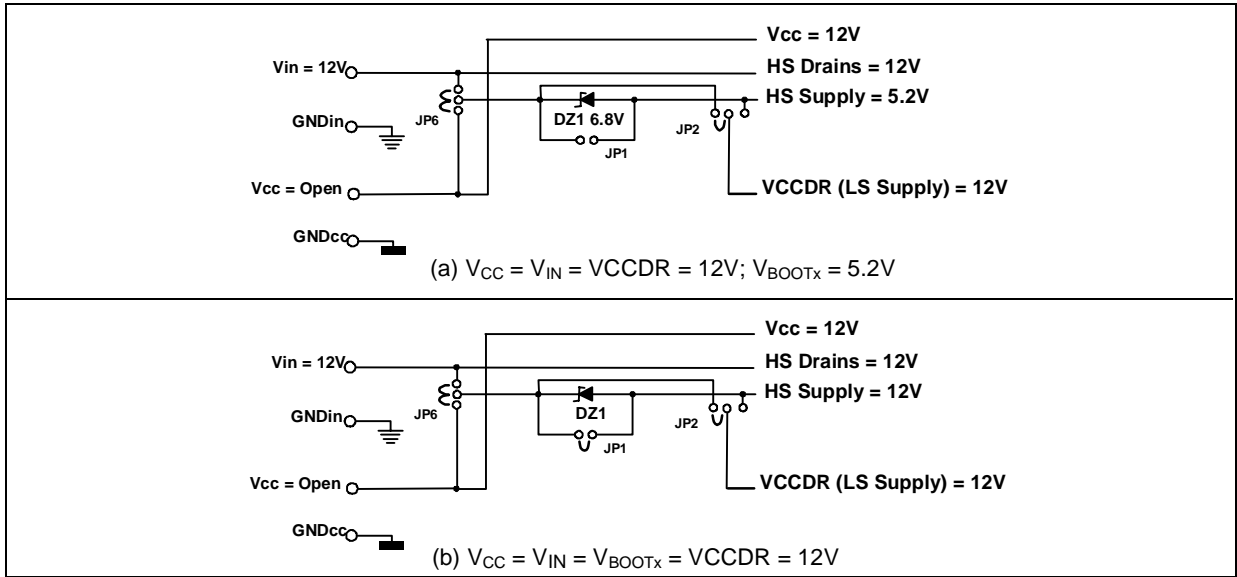 Vcc = 12V
Vin = 12V
HS Drains = 12V
HS Supply = 5.2V
GNDin
JP6
DZ1 6.8V
JP2
JP1
Vcc = Open
VCCDR (LS Supply) = 12V
GNDcc
(a) VCC = VIN = VCCDR = 12V; VBOOTx = 5.2V
Vcc = 12V
Vin = 12V
HS Drains = 12V
HS Supply = 12V
GNDin
JP6
DZ1
JP2
JP1
Vcc = Open
VCCDR (LS Supply) = 12V
GNDcc
(b) VCC = VIN = VBOOTx = VCCDR = 12V